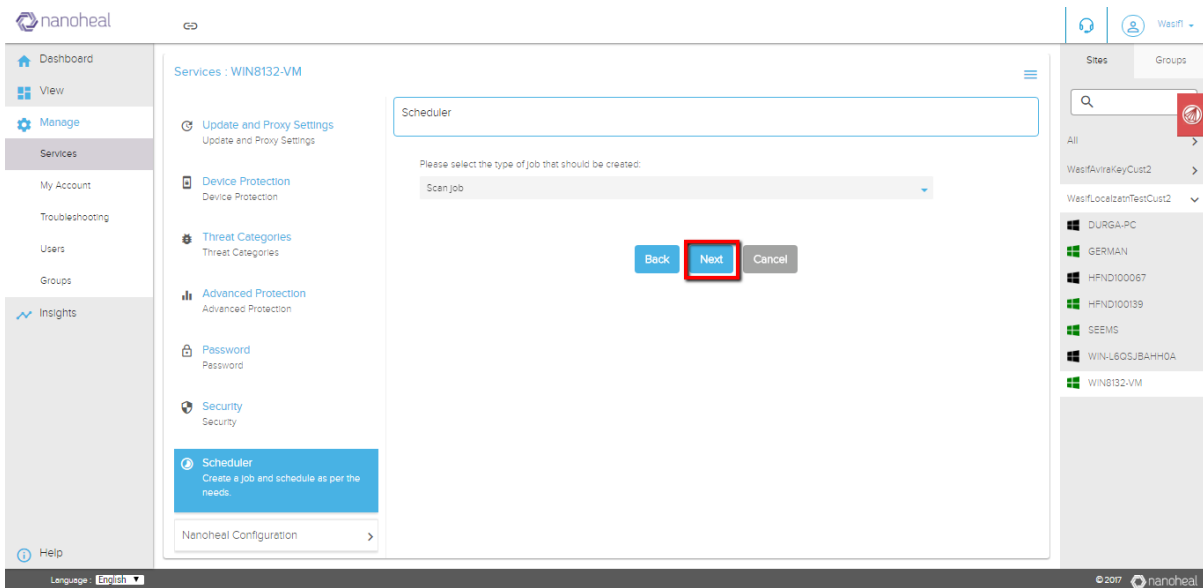 nanoheal
Wasif1
Dashboard
View
Manage
Services
My Account
Troubleshooting
Users
Groups
Insights
Help
Services : WIN8132-VM
Update and Proxy Settings
Update and Proxy Settings
Device Protection
Device Protection
Threat Categories
Threat Categories
Advanced Protection
Advanced Protection
Password
Password
Security
Security
Scheduler
Create a job and schedule as per the
needs.
Nanoheal Configuration
Scheduler
Please select the type of job that should be created:
Scan job
Back Next Cancel
Sites Groups
All
WasifAviraKeyCust2
WasifLocalzatnTestCust2
DURGA-PC
GERMAN
HFND100067
HFND100139
SEEMS
WIN-L6QSJBAHH0A
WIN8132-VM
Language : English
© 2017 nanoheal